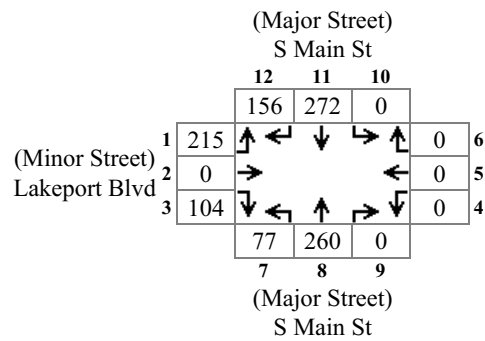 (Major Street)
S Main St
12 11 10
156 272 0
1 215 0 6
(Minor Street)
Lakeport Blvd
2 0 0 5
3 104 0 4
77 260 0
7 8 9
(Major Street)
S Main St